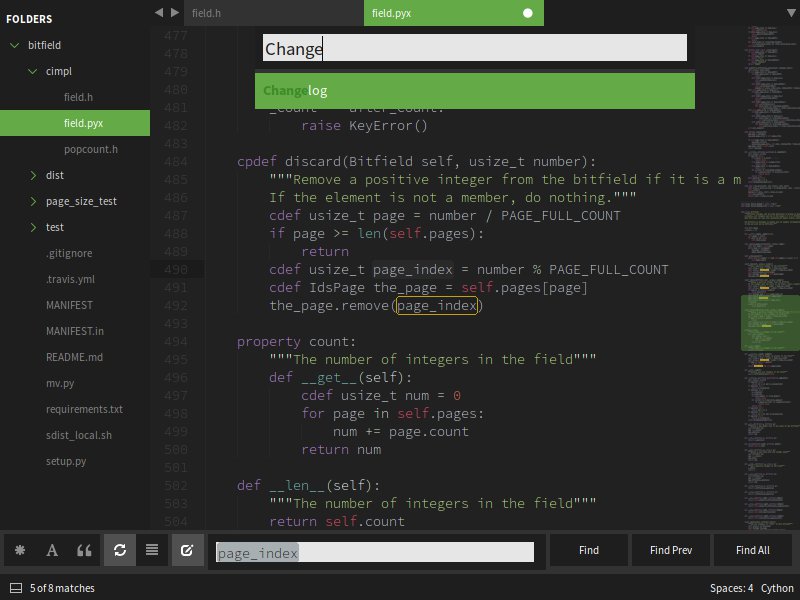 FOLDERS
bitfield
cimpl
field.h
field.pyx
popcount.h
dist
page_size_test
test
.gitignore
.travis.yml
MANIFEST
MANIFEST.in
README.md
mv.py
requirements.txt
sdist_local.sh
setup.py
field.h
field.pyx
Change
Changelog
477
478
479
480
481
482 raise KeyError()
483
484 cpdef discard(Bitfield self, usize_t number):
485 """Remove a positive integer from the bitfield if it is a m
486 If the element is not a member, do nothing."""
487 cdef usize_t page = number / PAGE_FULL_COUNT
488 if page >= len(self.pages):
489 return
490 cdef usize_t page_index = number % PAGE_FULL_COUNT
491 cdef IdsPage the_page = self.pages[page]
492 the_page.remove(page_index)
493
494 property count:
495 """The number of integers in the field"""
496 def __get__(self):
497 cdef usize_t num = 0
498 for page in self.pages:
499 num += page.count
500 return num
501
502 def __len__(self):
503 """The number of integers in the field"""
504 return self.count
page_index
Find
Find Prev
Find All
5 of 8 matches
Spaces: 4 Cython